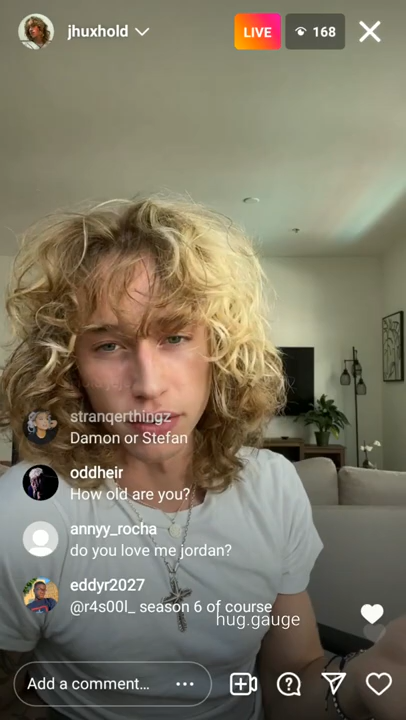 jhuxhold
LIVE
168
stranqerthingz
Damon or Stefan
oddheir
How old are you?
annyy_rocha
do you love me jordan?
eddyr2027
@r4s00l_ season 6 of course
hug.gauge
Add a comment...